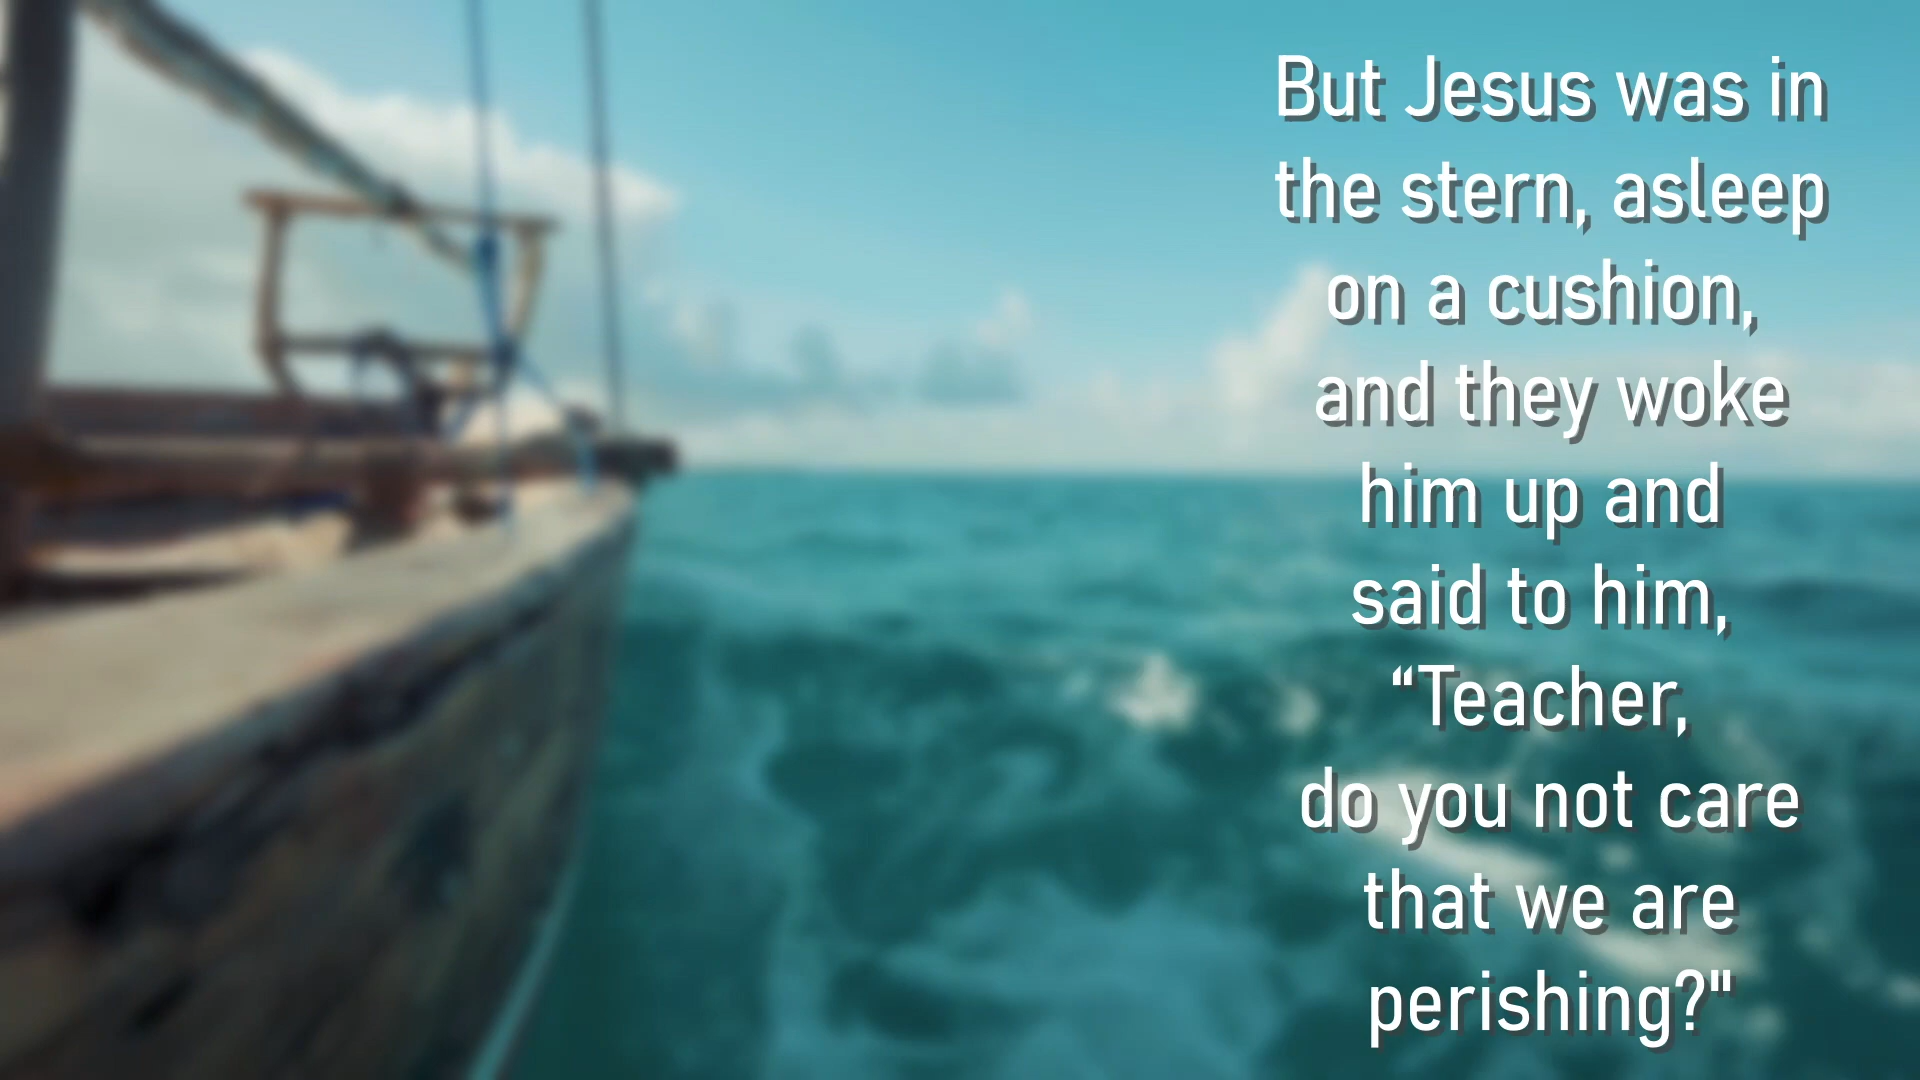 But Jesus was in
the stern, asleep
on a cushion,
and they woke
him up and
said to him,
“Teacher,
do you not care
that we are
perishing?"